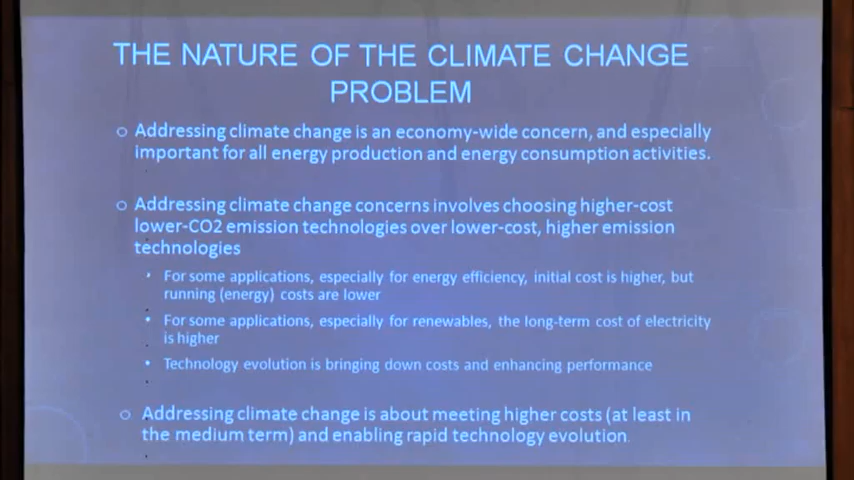 THE NATURE OF THE CLIMATE CHANGE
PROBLEM
Addressing climate change is an economy-wide concern, and especially
important for all energy production and energy consumption activities.
Addressing climate change concerns involves choosing higher-cost
lower-CO2 emission technologies over lower-cost, higher emission
technologies
For some applications, especially for energy efficiency, initial cost is higher, but
running (energy) costs are lower
For some applications, especially for renewables, the long-term cost of electricity
is higher
Technology evolution is bringing down costs and enhancing performance
Addressing climate change is about meeting higher costs (at least in
the medium term) and enabling rapid technology evolution.